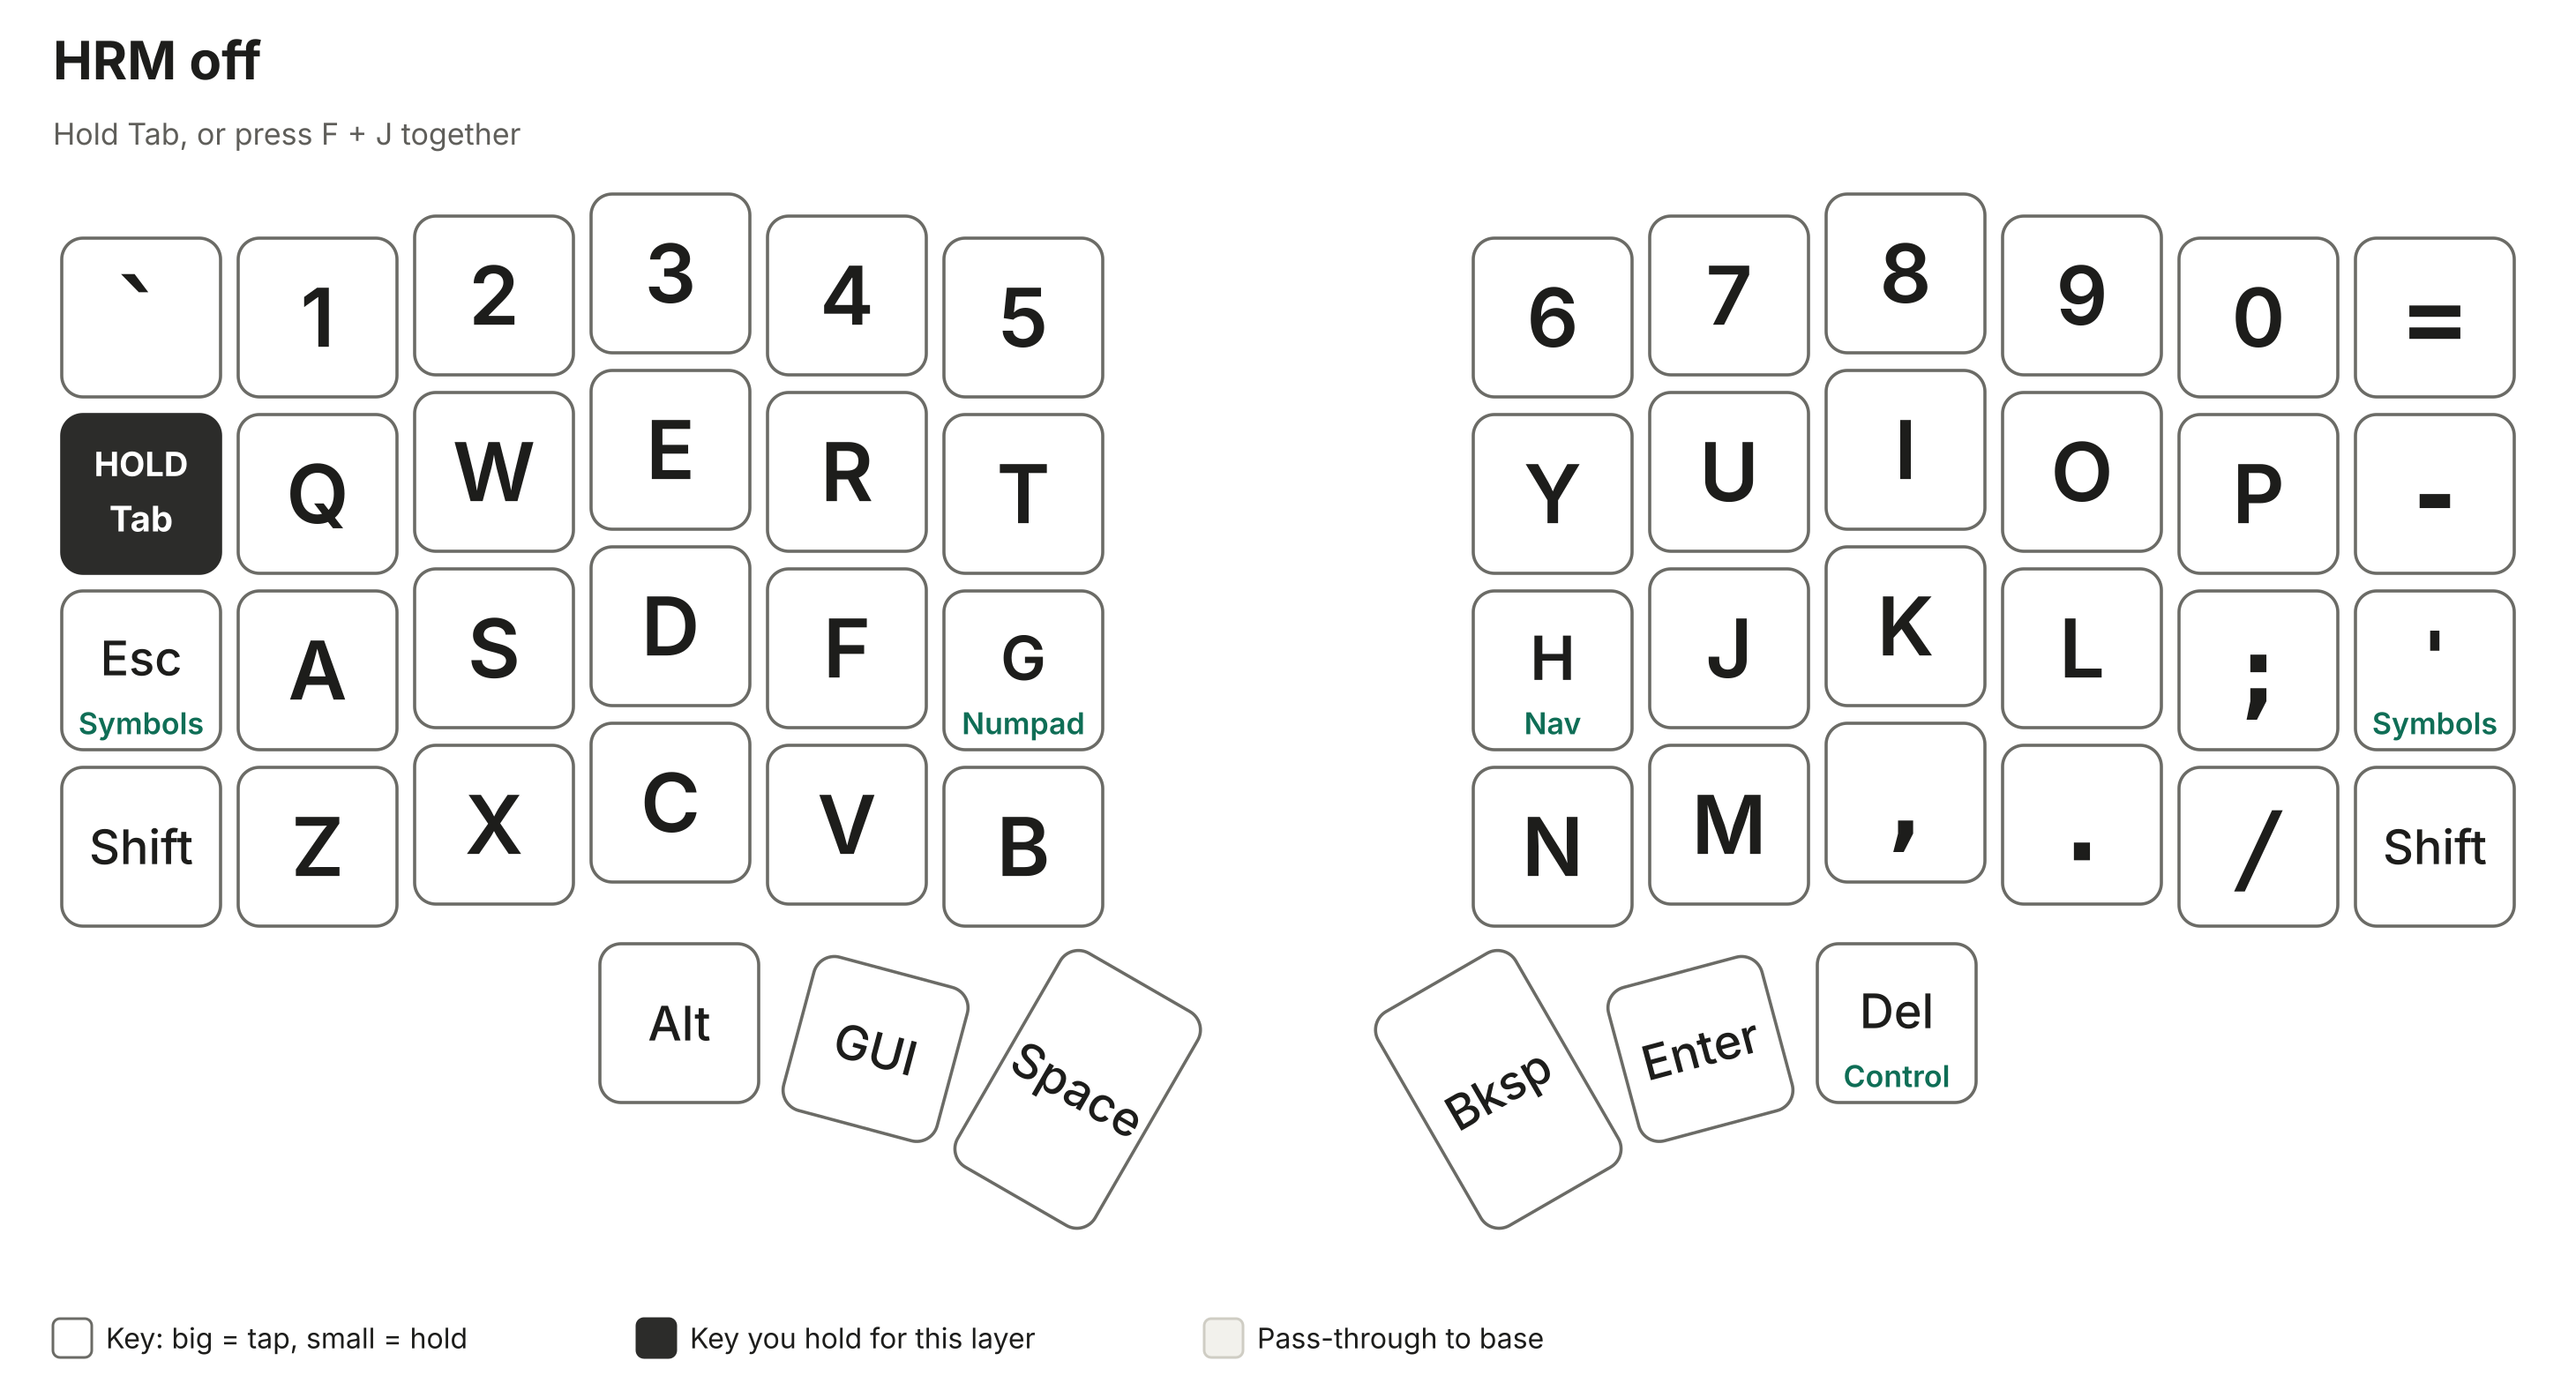 HRM off
Hold Tab, or press F + J together
` 1 2 3 4 5 6 7 8 9 0 =
HOLD Tab Q W E R T Y U I O P -
Esc Symbols A S D F G Numpad H Nav J K L ; ' Symbols
Shift Z X C V B N M , . / Shift
Alt GUI Space Bksp Enter Del Control
Key: big = tap, small = hold
Key you hold for this layer
Pass-through to base